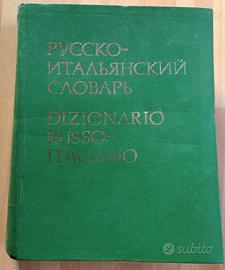 РУССКО-
ИТАЛЬЯНСКИЙ
СЛОВАРЬ
DIZIONARIO
RUSSO-
ITALIANO
subito